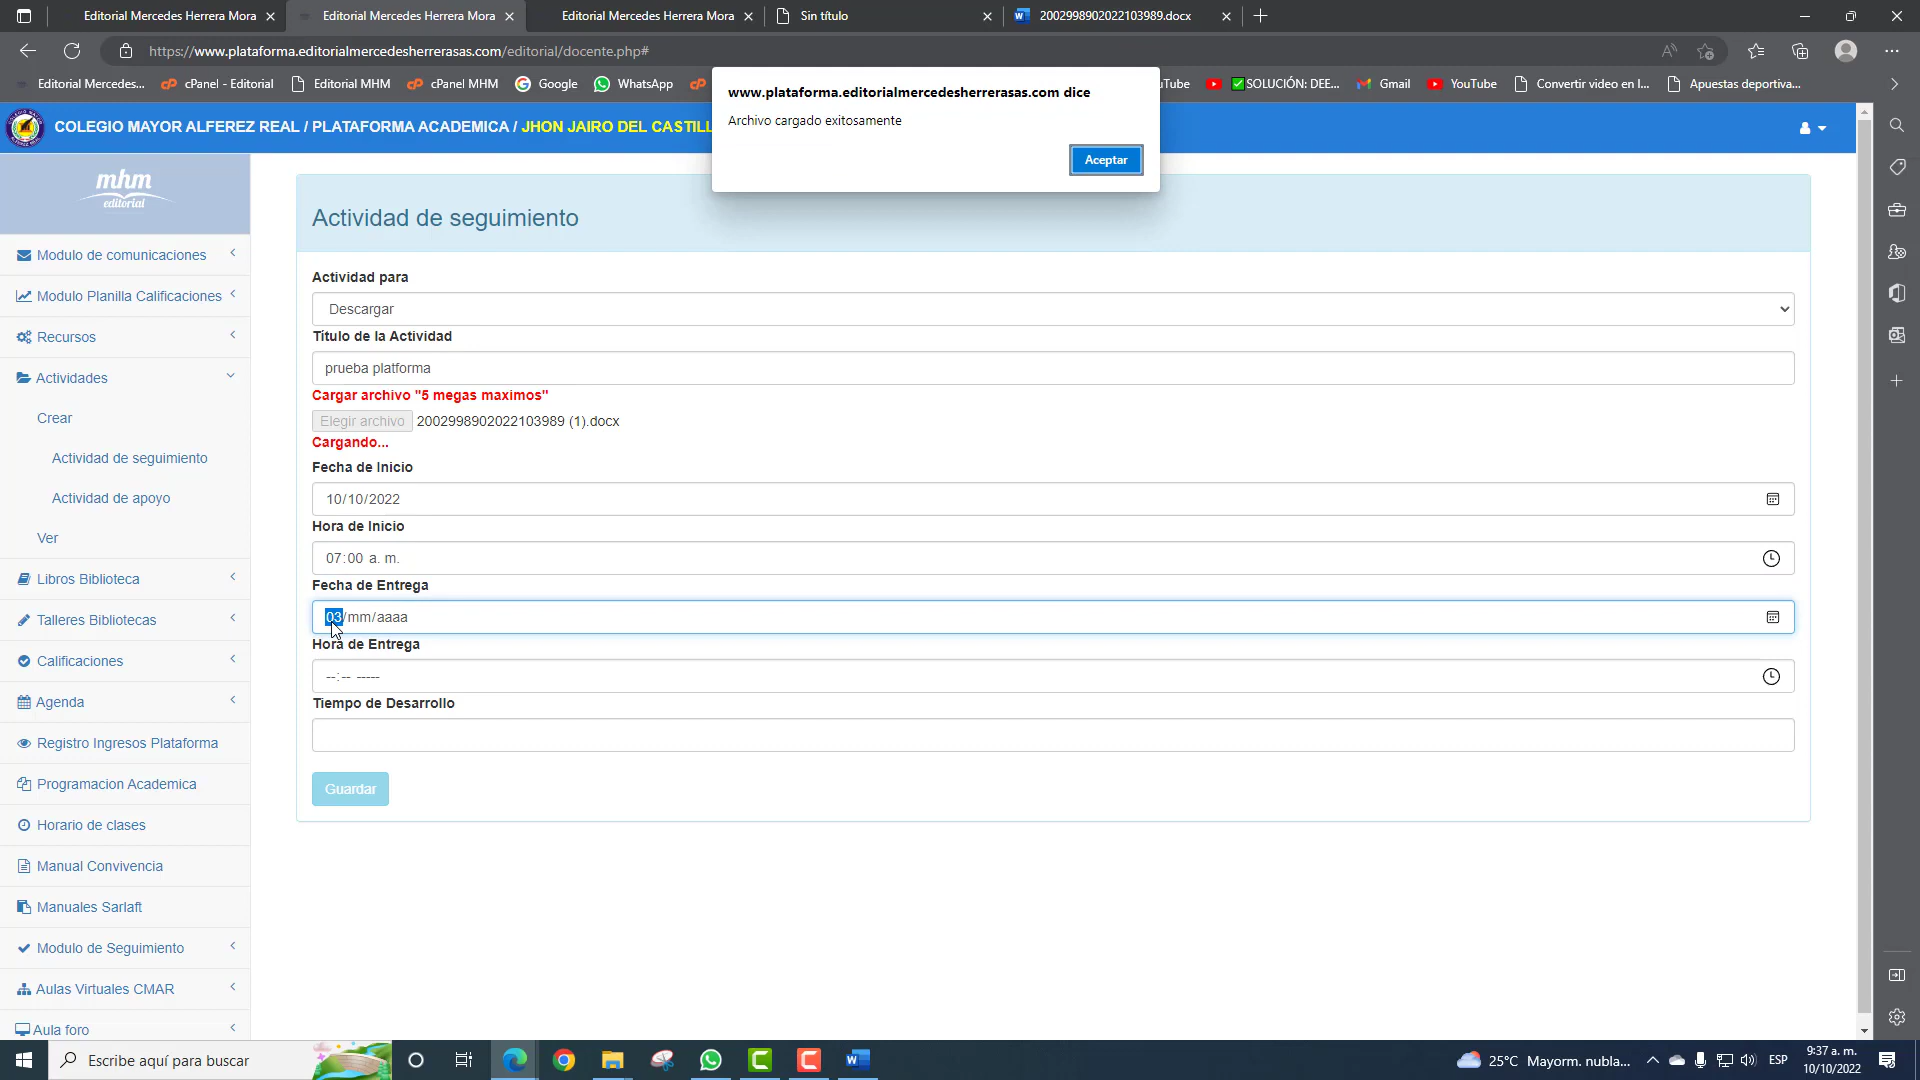 Editorial Mercedes Herrera Mora
Editorial Mercedes Herrera Mora
Editorial Mercedes Herrera Mora
Sin título
2002998902022103989.docx
https://www.plataforma.editorialmercedesherrerasas.com/editorial/docente.php#
Editorial Mercedes...
cPanel - Editorial
Editorial MHM
cPanel MHM
Google
WhatsApp
uTube
SOLUCIÓN: DEE...
Gmail
YouTube
Convertir video en l...
Apuestas deportiva...
www.plataforma.editorialmercedesherrerasas.com dice
Archivo cargado exitosamente
Aceptar
COLEGIO MAYOR ALFEREZ REAL / PLATAFORMA ACADEMICA / JHON JAIRO DEL CASTILL
mhm
editorial
Modulo de comunicaciones
Modulo Planilla Calificaciones
Recursos
Actividades
Crear
Actividad de seguimiento
Actividad de apoyo
Ver
Libros Biblioteca
Talleres Bibliotecas
Calificaciones
Agenda
Registro Ingresos Plataforma
Programacion Academica
Horario de clases
Manual Convivencia
Manuales Sarlaft
Modulo de Seguimiento
Aulas Virtuales CMAR
Aula foro
Actividad de seguimiento
Actividad para
Descargar
Título de la Actividad
prueba platforma
Cargar archivo "5 megas maximos"
Elegir archivo 2002998902022103989 (1).docx
Cargando...
Fecha de Inicio
10/10/2022
Hora de Inicio
07:00 a. m.
Fecha de Entrega
03/mm/aaaa
Hora de Entrega
--:-- -----
Tiempo de Desarrollo
Guardar
Escribe aquí para buscar
25°C Mayorm. nubla...
ESP
9:37 a. m.
10/10/2022